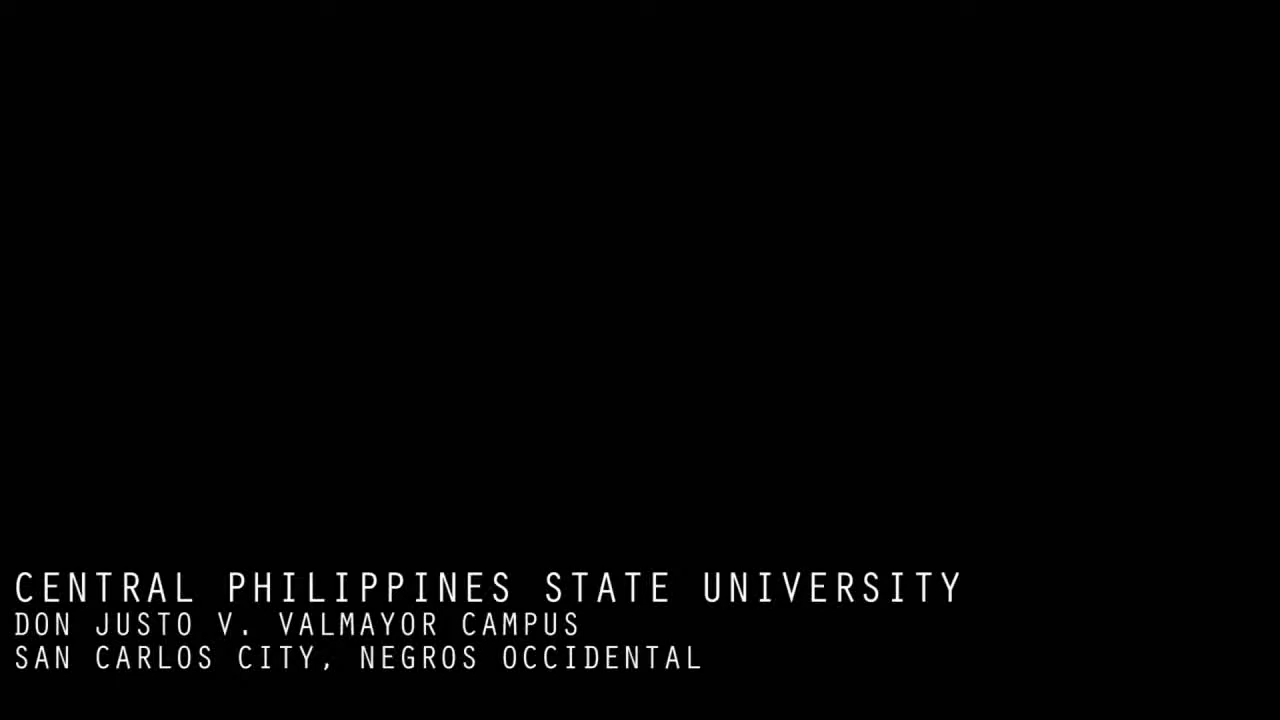 CENTRAL PHILIPPINES STATE UNIVERSITY
DON JUSTO V. VALMAYOR CAMPUS
SAN CARLOS CITY, NEGROS OCCIDENTAL